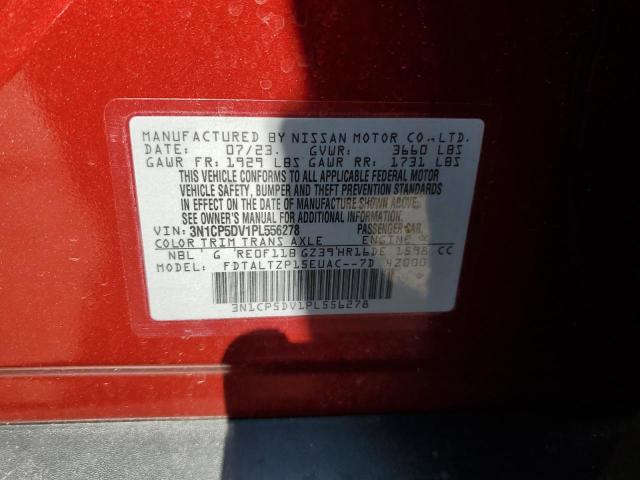 MANUFACTURED BY NISSAN MOTOR CO.,LTD.
DATE: 07/23. GVWR: 3660 LBS
GAWR FR: 1929 LBS GAWR RR: 1731 LBS
THIS VEHICLE CONFORMS TO ALL APPLICABLE FEDERAL MOTOR
VEHICLE SAFETY, BUMPER AND THEFT PREVENTION STANDARDS
IN EFFECT ON THE DATE OF MANUFACTURE SHOWN ABOVE.
SEE OWNER'S MANUAL FOR ADDITIONAL INFORMATION.
VIN: 3N1CP5DV1PL556278 PASSENGER CAR
COLOR TRIM TRANS AXLE ENGINE
NBL G RE0F11B GZ39 HR16DE 1598 CC
MODEL: FDTALTZP15EUAC--7D 42000
3N1CP5DV1PL556278